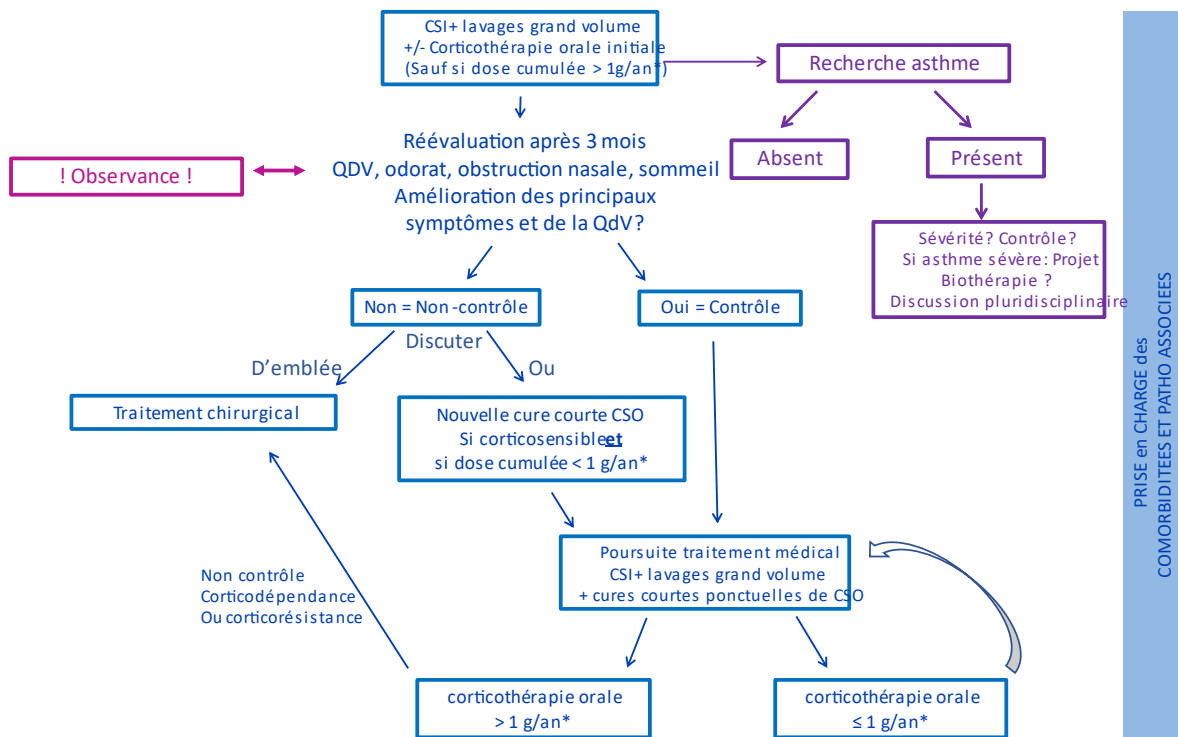 CSI+ lavages grand volume
+/- Corticothérapie orale initiale
(Sauf si dose cumulée > 1g/an*)
Recherche asthme
Absent
Présent
Sévérité? Contrôle?
Si asthme sévère: Projet
Biothérapie ?
Discussion pluridisciplinaire
Réévaluation après 3 mois
QDV, odorat, obstruction nasale, sommeil
Amélioration des principaux
symptômes et de la QdV?
! Observance !
Non = Non-contrôle
Oui = Contrôle
Discuter
D'emblée
Ou
Traitement chirurgical
Nouvelle cure courte CSO
Si corticosensible et
si dose cumulée < 1 g/an*
Poursuite traitement médical
CSI+ lavages grand volume
+ cures courtes ponctuelles de CSO
Non contrôle
Corticodépendance
Ou corticorésistance
corticothérapie orale
> 1 g/an*
corticothérapie orale
≤ 1 g/an*
PRISE en CHARGE des
COMORBIDITEES ET PATHO ASSOCIEES